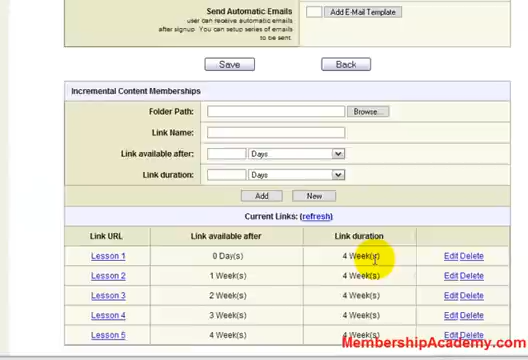 Send Automatic Emails
user can receive automatic emails
after signup. You can setup series of emails
to be sent.
Add E-Mail Template
Save Back
Incremental Content Memberships
Folder Path: Browse...
Link Name:
Link available after: Days
Link duration: Days
Add New
Current Links: (refresh)
Link URL Link available after Link duration
Lesson 1 0 Day(s) 4 Week(s) Edit Delete
Lesson 2 1 Week(s) 4 Week(s) Edit Delete
Lesson 3 2 Week(s) 4 Week(s) Edit Delete
Lesson 4 3 Week(s) 4 Week(s) Edit Delete
Lesson 5 4 Week(s) 4 Week(s) Edit Delete
MembershipAcademy.com